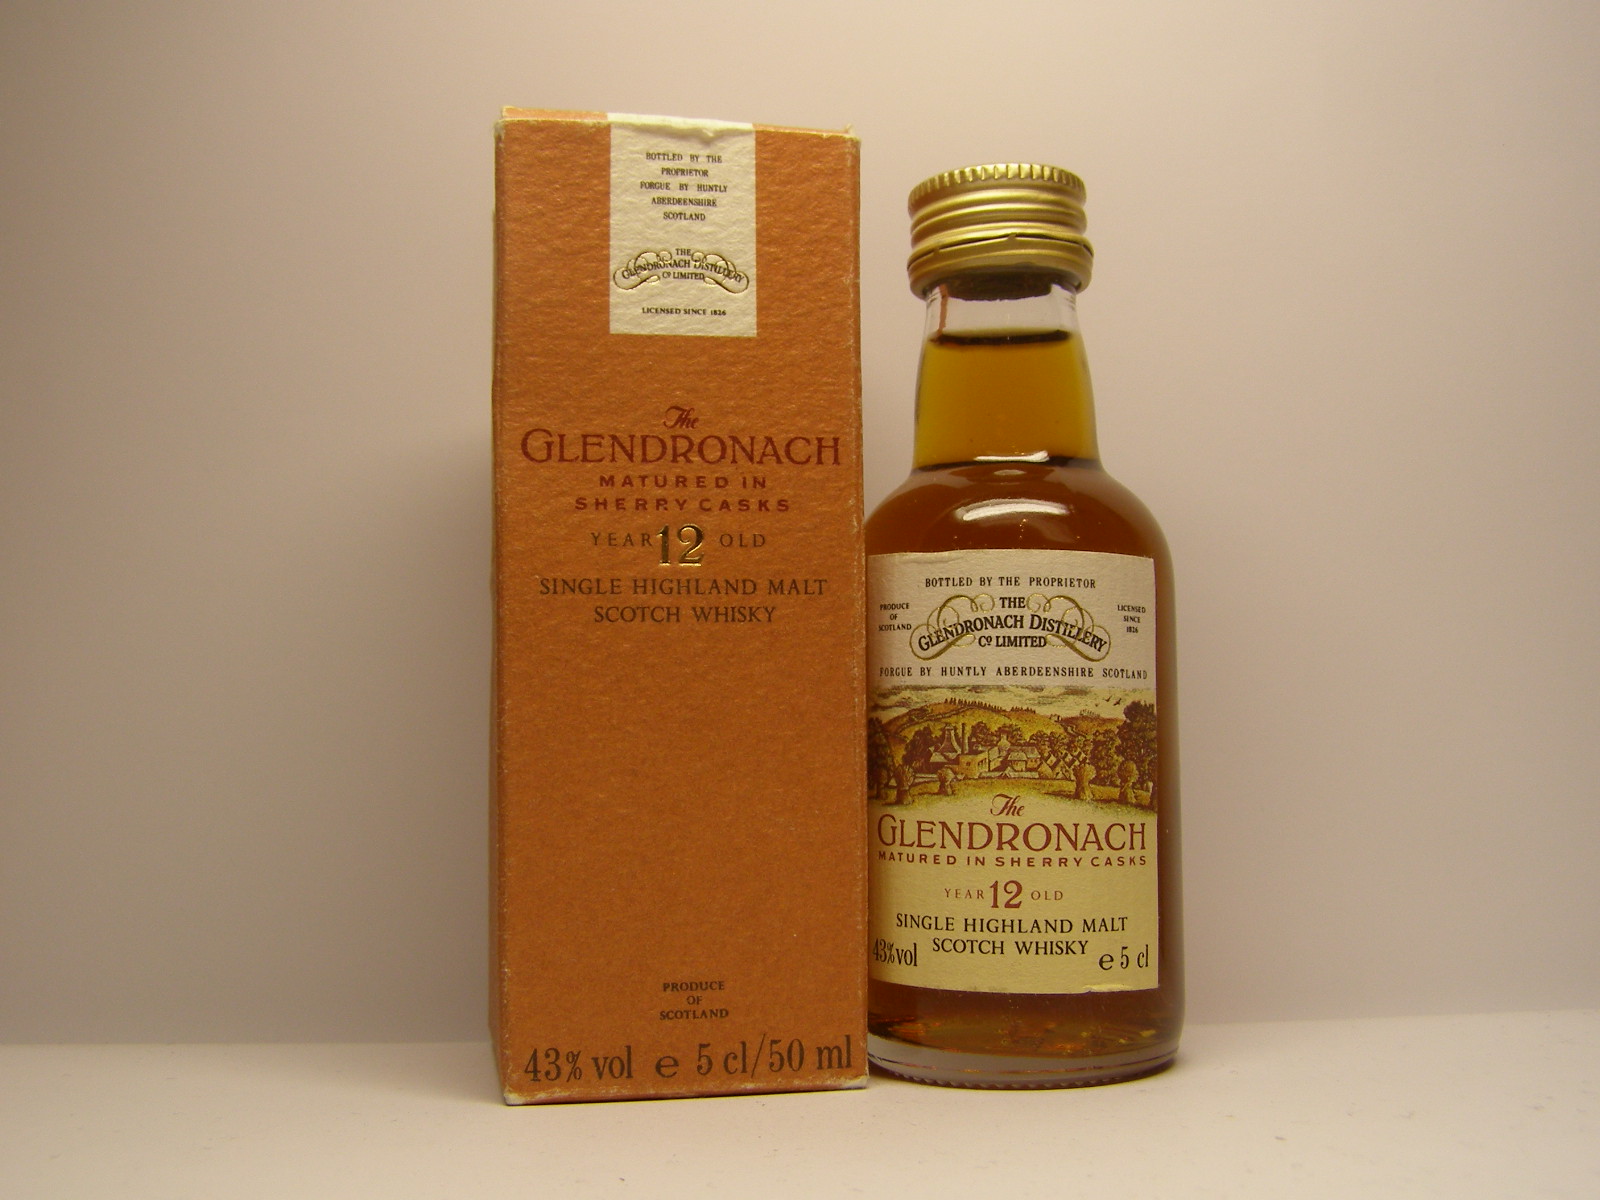 BOTTLED BY THE
PROPRIETOR
FORGUE BY HUNTLY
ABERDEENSHIRE
SCOTLAND
THE
GLENDRONACH DISTILLERY
Cº LIMITED
LICENSED SINCE 1826
The
GLENDRONACH
MATURED IN
SHERRY CASKS
YEAR 12 OLD
SINGLE HIGHLAND MALT
SCOTCH WHISKY
PRODUCE
OF
SCOTLAND
43% vol e 5 cl/50 ml
BOTTLED BY THE PROPRIETOR
PRODUCE
OF
SCOTLAND
THE
GLENDRONACH DISTILLERY
Cº LIMITED
LICENSED
SINCE
1826
FORGUE BY HUNTLY ABERDEENSHIRE SCOTLAND
The
GLENDRONACH
MATURED IN SHERRY CASKS
YEAR 12 OLD
SINGLE HIGHLAND MALT
SCOTCH WHISKY
43% vol e 5 cl